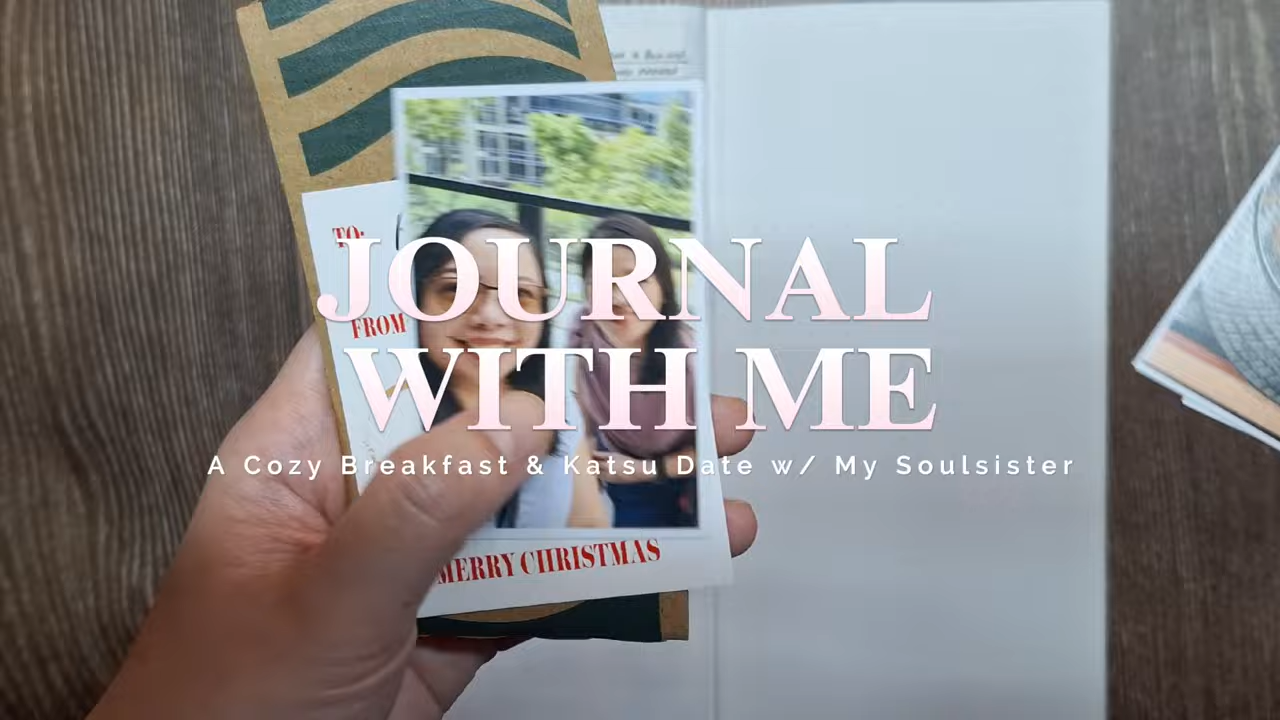 TO:
FROM
JOURNAL
WITH ME
A Cozy Breakfast & Katsu Date w/ My Soulsister
MERRY CHRISTMAS